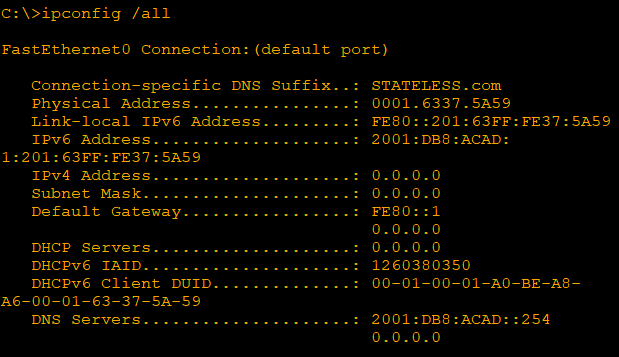 C:\>ipconfig /all
FastEthernet0 Connection:(default port)
Connection-specific DNS Suffix..: STATELESS.com
Physical Address................: 0001.6337.5A59
Link-local IPv6 Address.........: FE80::201:63FF:FE37:5A59
IPv6 Address....................: 2001:DB8:ACAD:
1:201:63FF:FE37:5A59
IPv4 Address....................: 0.0.0.0
Subnet Mask.....................: 0.0.0.0
Default Gateway.................: FE80::1
0.0.0.0
DHCP Servers....................: 0.0.0.0
DHCPv6 IAID.....................: 1260380350
DHCPv6 Client DUID..............: 00-01-00-01-A0-BE-A8-
A6-00-01-63-37-5A-59
DNS Servers.....................: 2001:DB8:ACAD::254
0.0.0.0